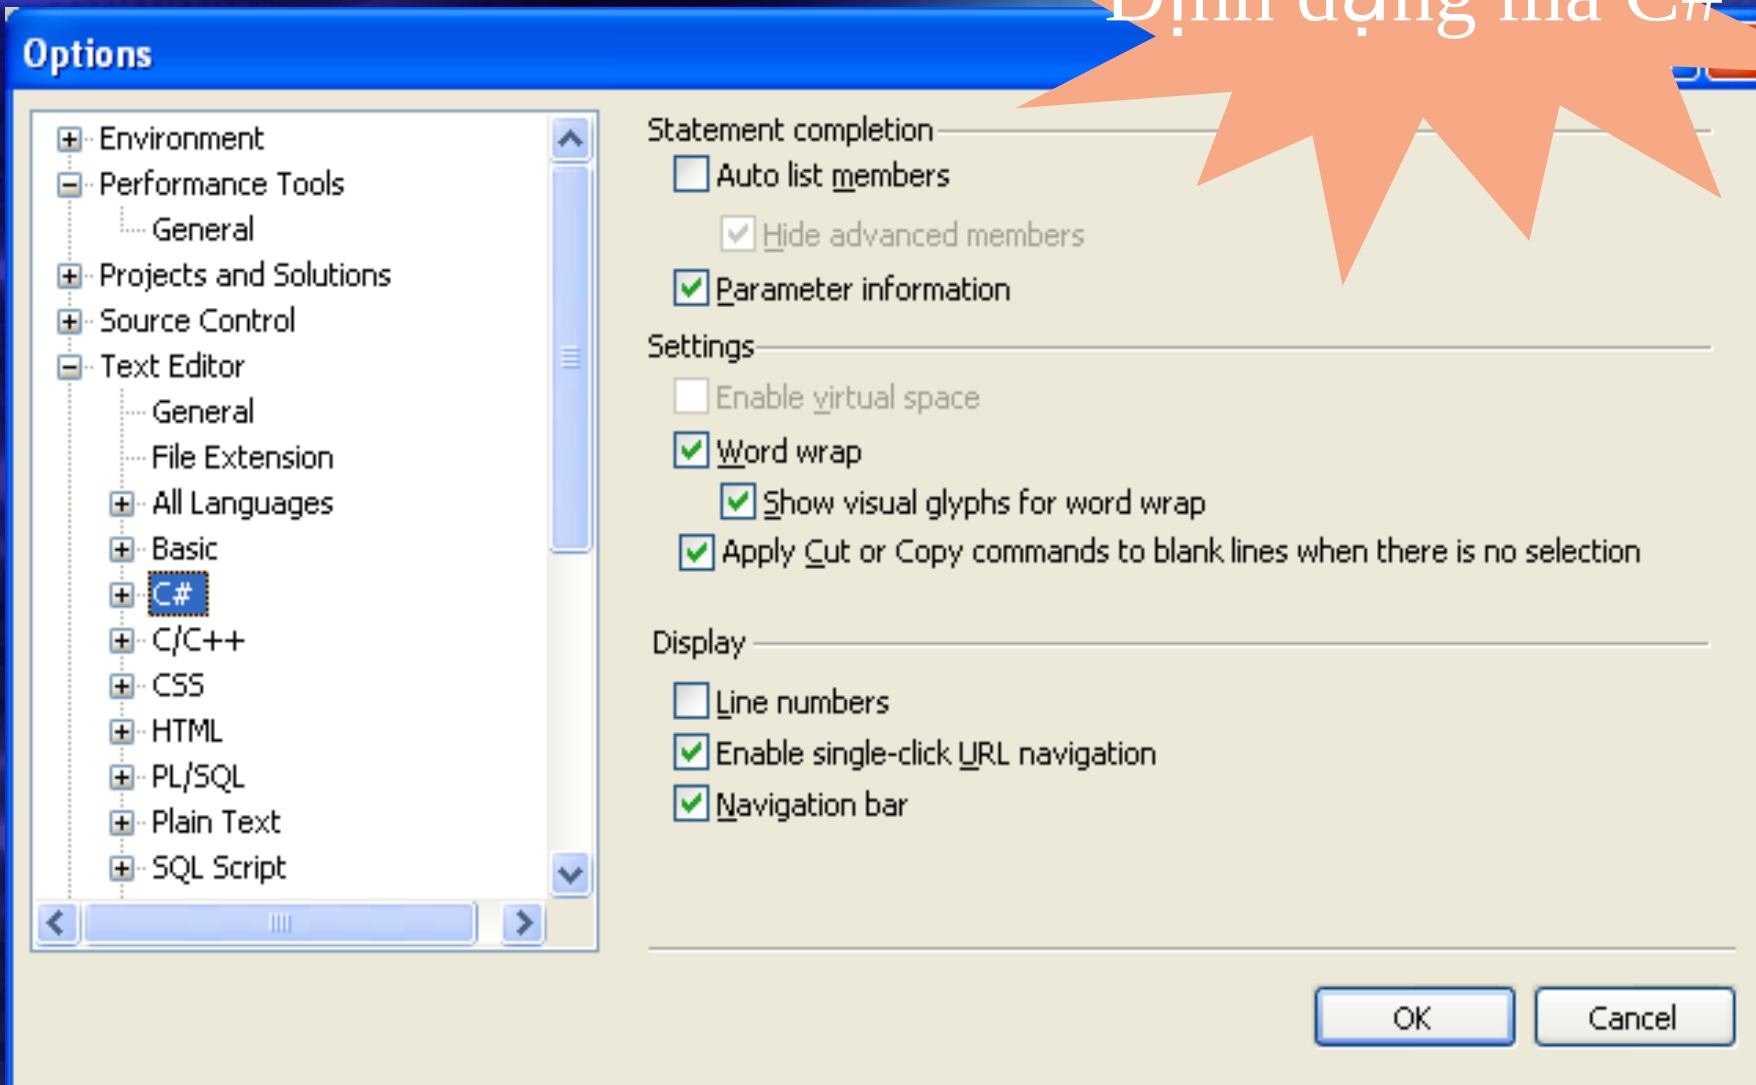 Định dạng mã C#
Options
Environment
Performance Tools
General
Projects and Solutions
Source Control
Text Editor
General
File Extension
All Languages
Basic
C#
C/C++
CSS
HTML
PL/SQL
Plain Text
SQL Script
Statement completion
Auto list members
Hide advanced members
Parameter information
Settings
Enable virtual space
Word wrap
Show visual glyphs for word wrap
Apply Cut or Copy commands to blank lines when there is no selection
Display
Line numbers
Enable single-click URL navigation
Navigation bar
OK
Cancel